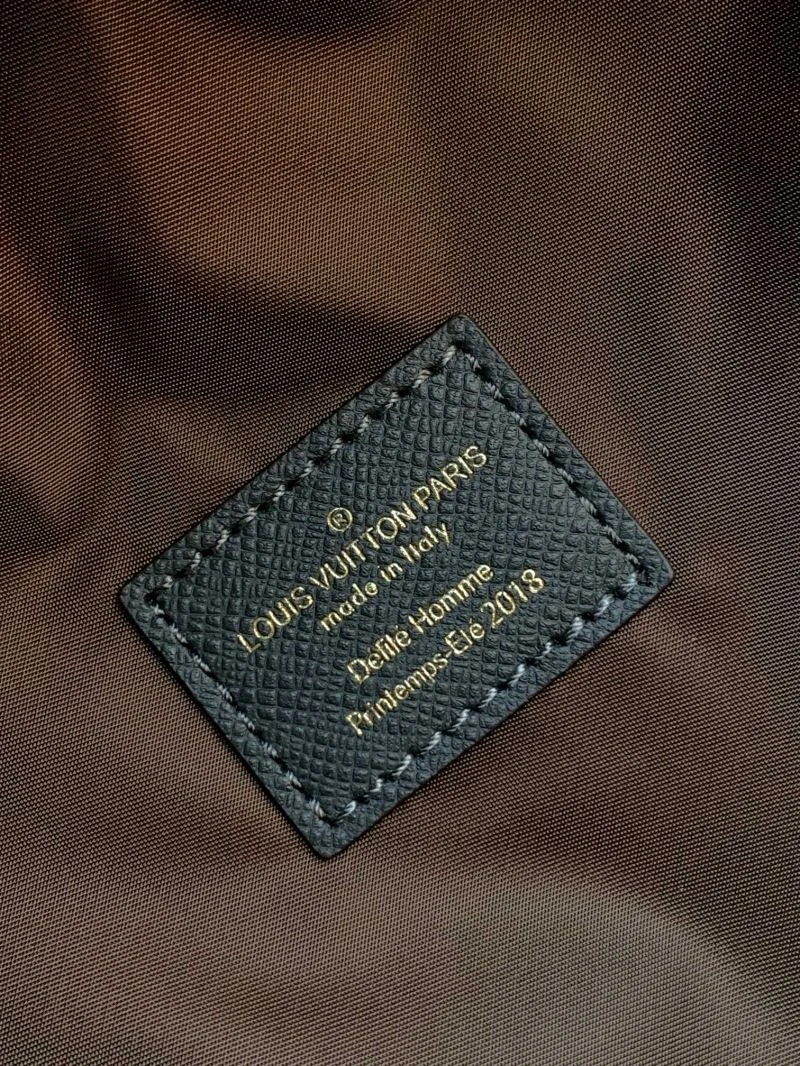 ®
LOUIS VUITTON PARIS
made in Italy
Défilé Homme
Printemps-Eté 2018